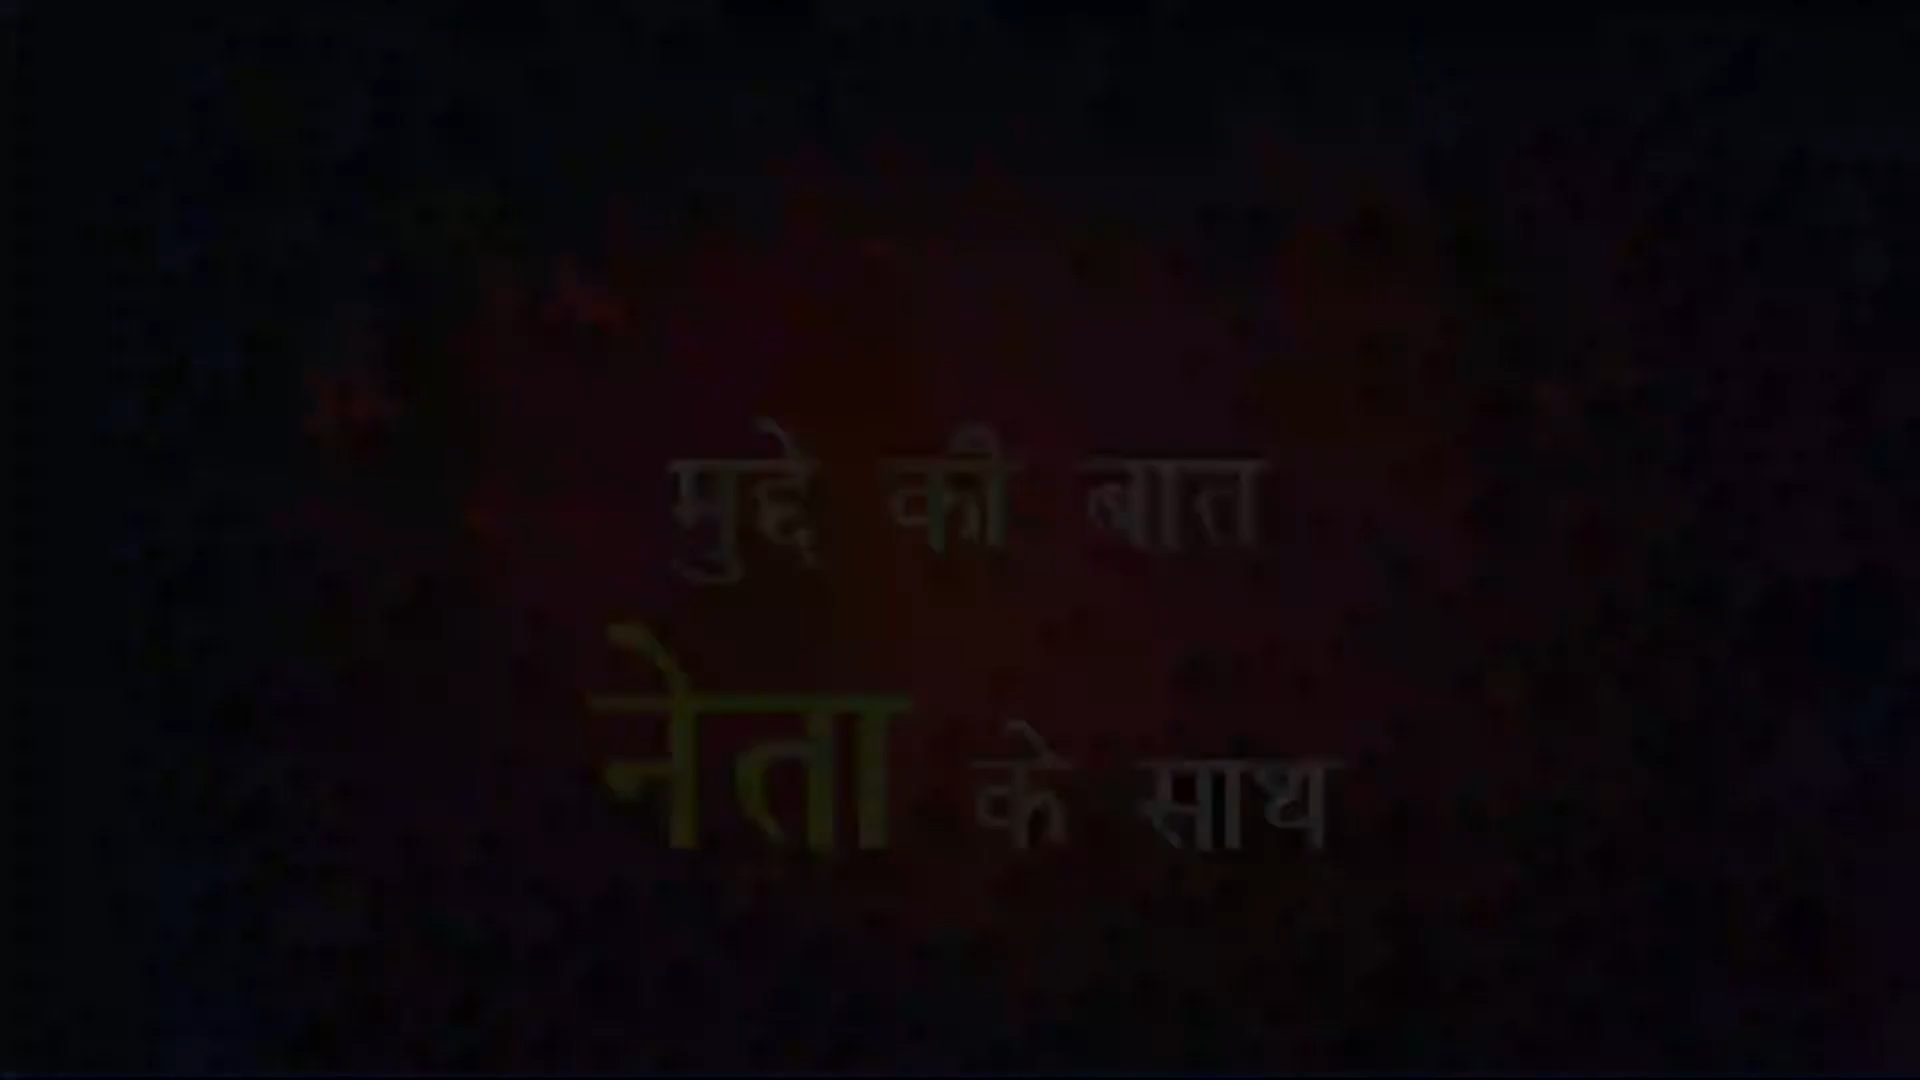 मुद्दे की बात
नेता के साथ